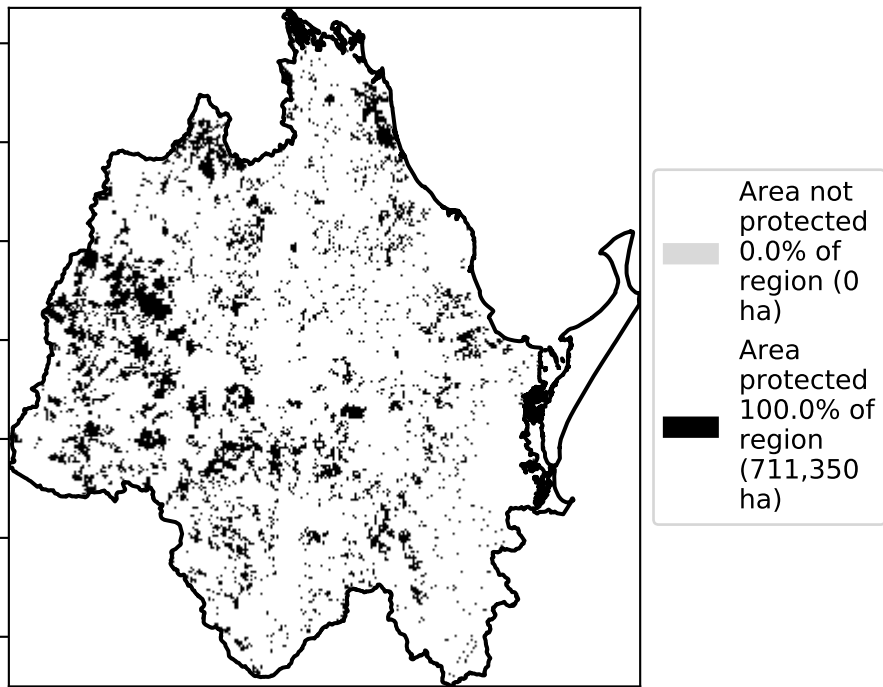 Area not
protected
0.0% of
region (0
ha)
Area
protected
100.0% of
region
(711,350
ha)